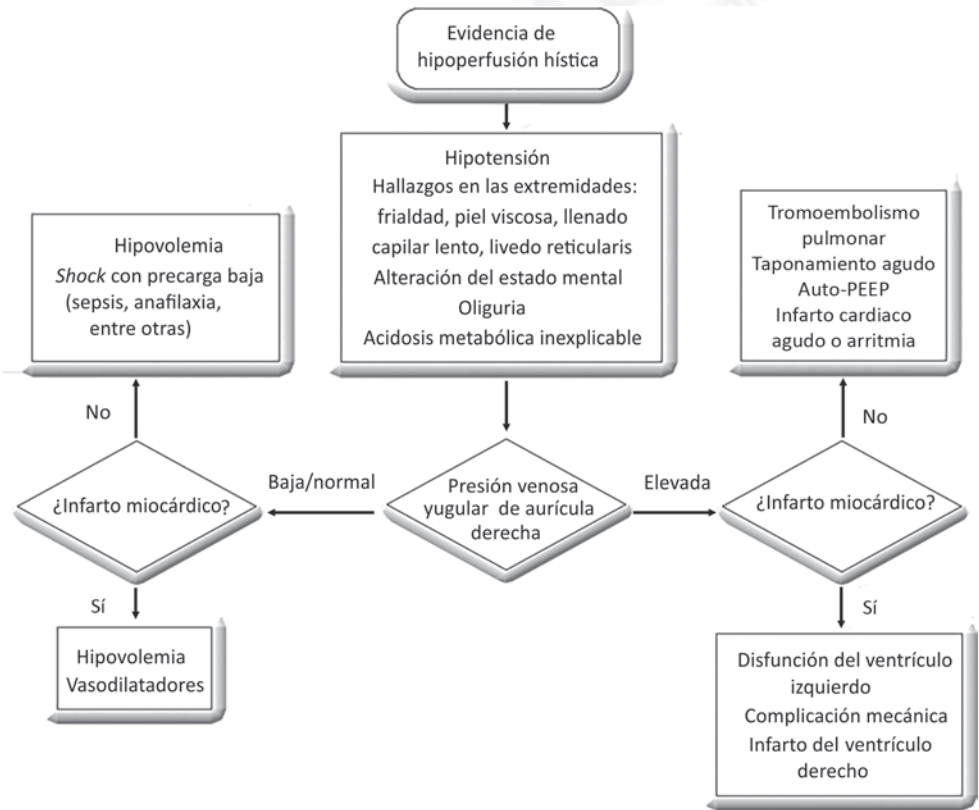 Evidencia de
hipoperfusión hística
Hipotensión
Hallazgos en las extremidades:
frialdad, piel viscosa, llenado
capilar lento, livedo reticularis
Alteración del estado mental
Oliguria
Acidosis metabólica inexplicable
Hipovolemia
Shock con precarga baja
(sepsis, anafilaxia,
entre otras)
Tromoembolismo
pulmonar
Taponamiento agudo
Auto-PEEP
Infarto cardiaco
agudo o arritmia
No
No
¿Infarto miocárdico?
Baja/normal
Presión venosa
yugular de aurícula
derecha
Elevada
¿Infarto miocárdico?
Sí
Sí
Hipovolemia
Vasodilatadores
Disfunción del ventrículo
izquierdo
Complicación mecánica
Infarto del ventrículo
derecho